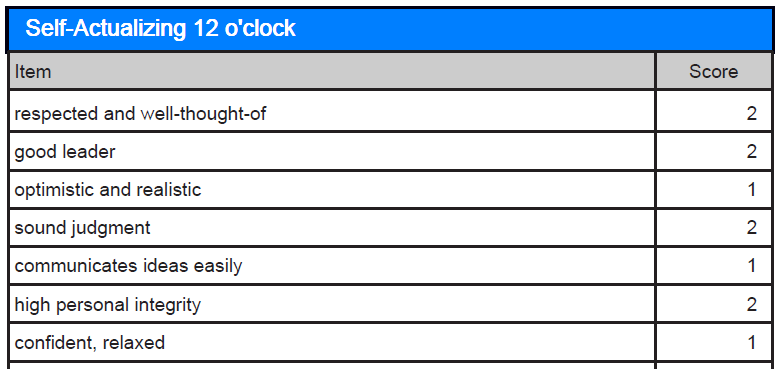 Self-Actualizing 12 o'clock
Item Score
respected and well-thought-of 2
good leader 2
optimistic and realistic 1
sound judgment 2
communicates ideas easily 1
high personal integrity 2
confident, relaxed 1